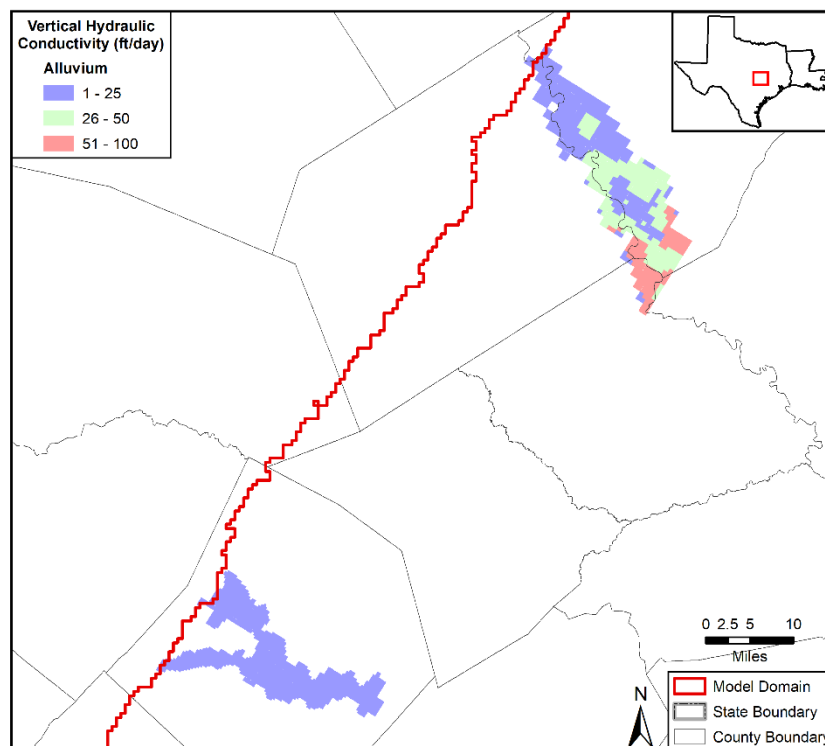 Vertical Hydraulic
Conductivity (ft/day)
Alluvium
1 - 25
26 - 50
51 - 100
0 2.5 5 10
Miles
N
Model Domain
State Boundary
County Boundary